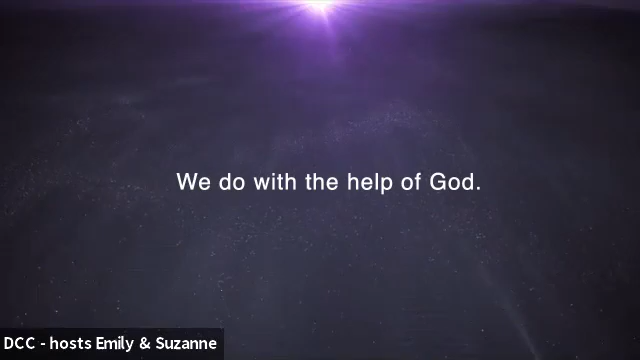 We do with the help of God.
DCC - hosts Emily & Suzanne